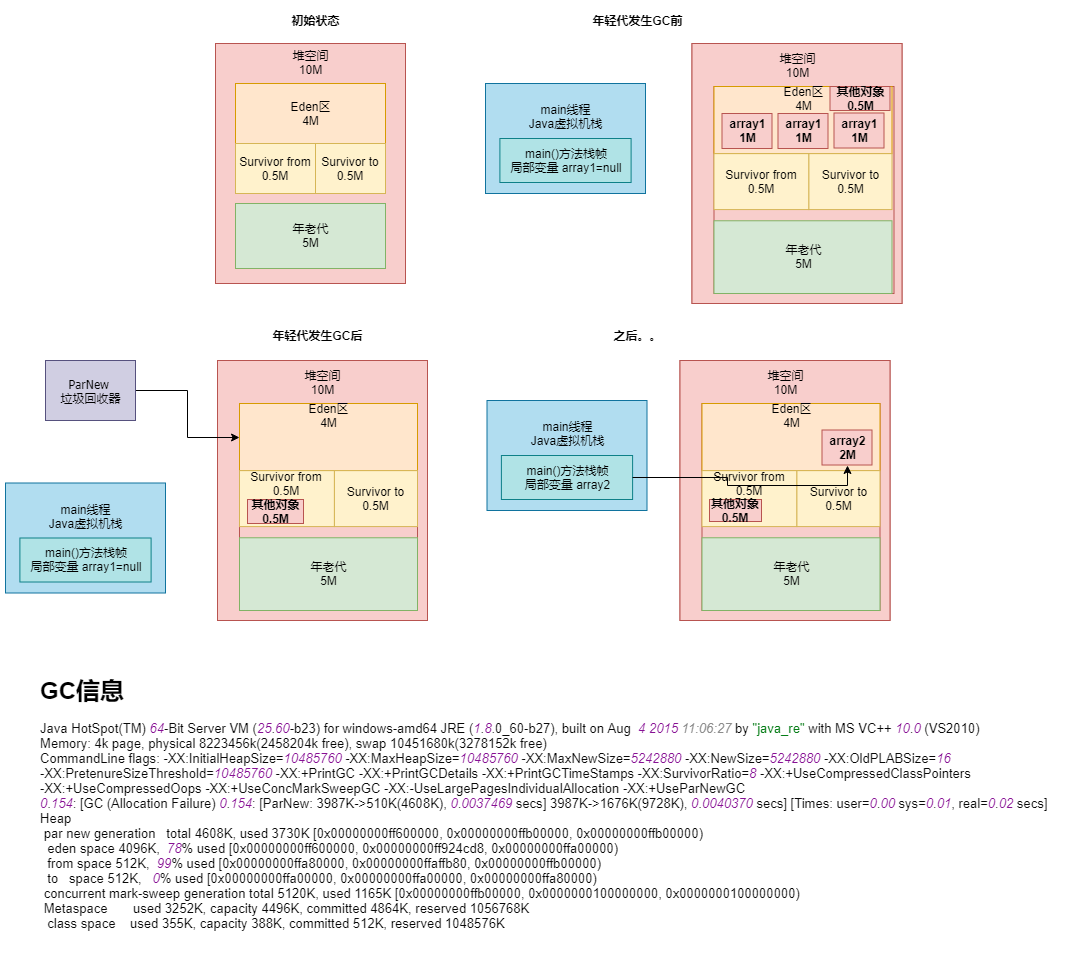 初始状态
堆空间
10M
Eden区
4M
Survivor from
0.5M
Survivor to
0.5M
年老代
5M
年轻代发生GC前
main线程
Java虚拟机栈
main()方法栈帧
局部变量 array1=null
堆空间
10M
Eden区
4M
其他对象
0.5M
array1
1M
array1
1M
array1
1M
Survivor from
0.5M
Survivor to
0.5M
年老代
5M
年轻代发生GC后
ParNew
垃圾回收器
main线程
Java虚拟机栈
main()方法栈帧
局部变量 array1=null
堆空间
10M
Eden区
4M
Survivor from
0.5M
其他对象
0.5M
Survivor to
0.5M
年老代
5M
之后。。
main线程
Java虚拟机栈
main()方法栈帧
局部变量 array2
堆空间
10M
Eden区
4M
array2
2M
Survivor from
0.5M
其他对象
0.5M
Survivor to
0.5M
年老代
5M
GC信息
Java HotSpot(TM) 64-Bit Server VM (25.60-b23) for windows-amd64 JRE (1.8.0_60-b27), built on Aug  4 2015 11:06:27 by "java_re" with MS VC++ 10.0 (VS2010)
Memory: 4k page, physical 8223456k(2458204k free), swap 10451680k(3278152k free)
CommandLine flags: -XX:InitialHeapSize=10485760 -XX:MaxHeapSize=10485760 -XX:MaxNewSize=5242880 -XX:NewSize=5242880 -XX:OldPLABSize=16
-XX:PretenureSizeThreshold=10485760 -XX:+PrintGC -XX:+PrintGCDetails -XX:+PrintGCTimeStamps -XX:SurvivorRatio=8 -XX:+UseCompressedClassPointers
-XX:+UseCompressedOops -XX:+UseConcMarkSweepGC -XX:-UseLargePagesIndividualAllocation -XX:+UseParNewGC
0.154: [GC (Allocation Failure) 0.154: [ParNew: 3987K->510K(4608K), 0.0037469 secs] 3987K->1676K(9728K), 0.0040370 secs] [Times: user=0.00 sys=0.01, real=0.02 secs]
Heap
par new generation   total 4608K, used 3730K [0x00000000ff600000, 0x00000000ffb00000, 0x00000000ffb00000)
eden space 4096K,  78% used [0x00000000ff600000, 0x00000000ff924cd8, 0x00000000ffa00000)
from space 512K,  99% used [0x00000000ffa80000, 0x00000000ffaffb80, 0x00000000ffb00000)
to   space 512K,   0% used [0x00000000ffa00000, 0x00000000ffa00000, 0x00000000ffa80000)
concurrent mark-sweep generation total 5120K, used 1165K [0x00000000ffb00000, 0x0000000100000000, 0x0000000100000000)
Metaspace       used 3252K, capacity 4496K, committed 4864K, reserved 1056768K
class space    used 355K, capacity 388K, committed 512K, reserved 1048576K